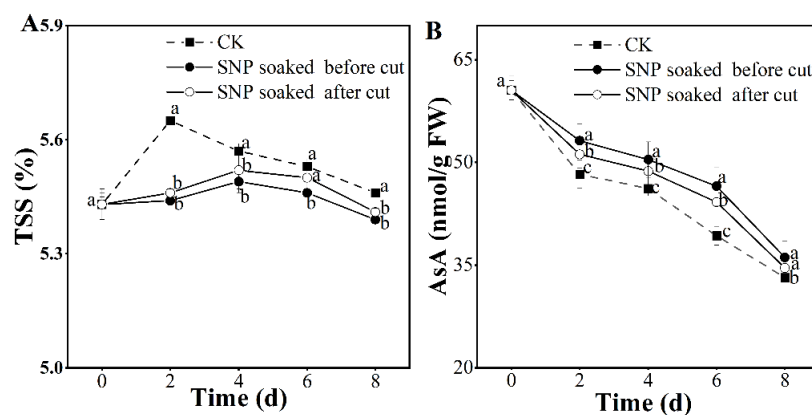 A
CK
SNP soaked before cut
SNP soaked after cut
TSS (%)
5.9
5.6
5.3
5.0
a
a
b
b
a
b
b
a
a
b
a
b
b
0
2
4
6
8
Time (d)
B
CK
SNP soaked before cut
SNP soaked after cut
AsA (nmol/g FW)
65
50
35
20
a
a
b
c
a
b
c
a
b
c
a
a
b
0
2
4
6
8
Time (d)